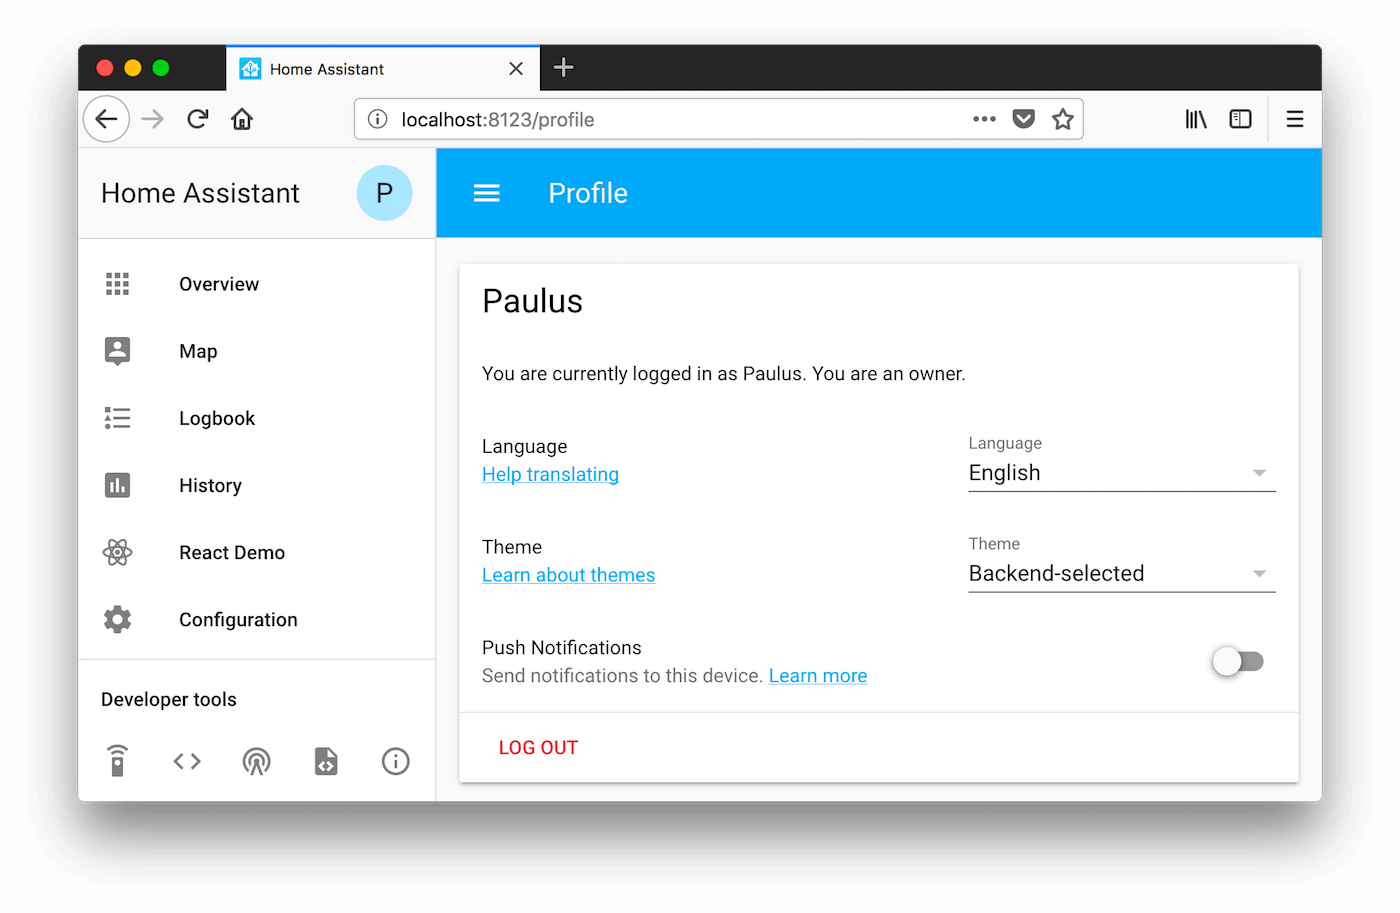 Home Assistant
localhost:8123/profile
Home Assistant
P
Profile
Overview
Map
Logbook
History
React Demo
Configuration
Developer tools
Paulus
You are currently logged in as Paulus. You are an owner.
Language
Help translating
Language
English
Theme
Learn about themes
Theme
Backend-selected
Push Notifications
Send notifications to this device. Learn more
LOG OUT